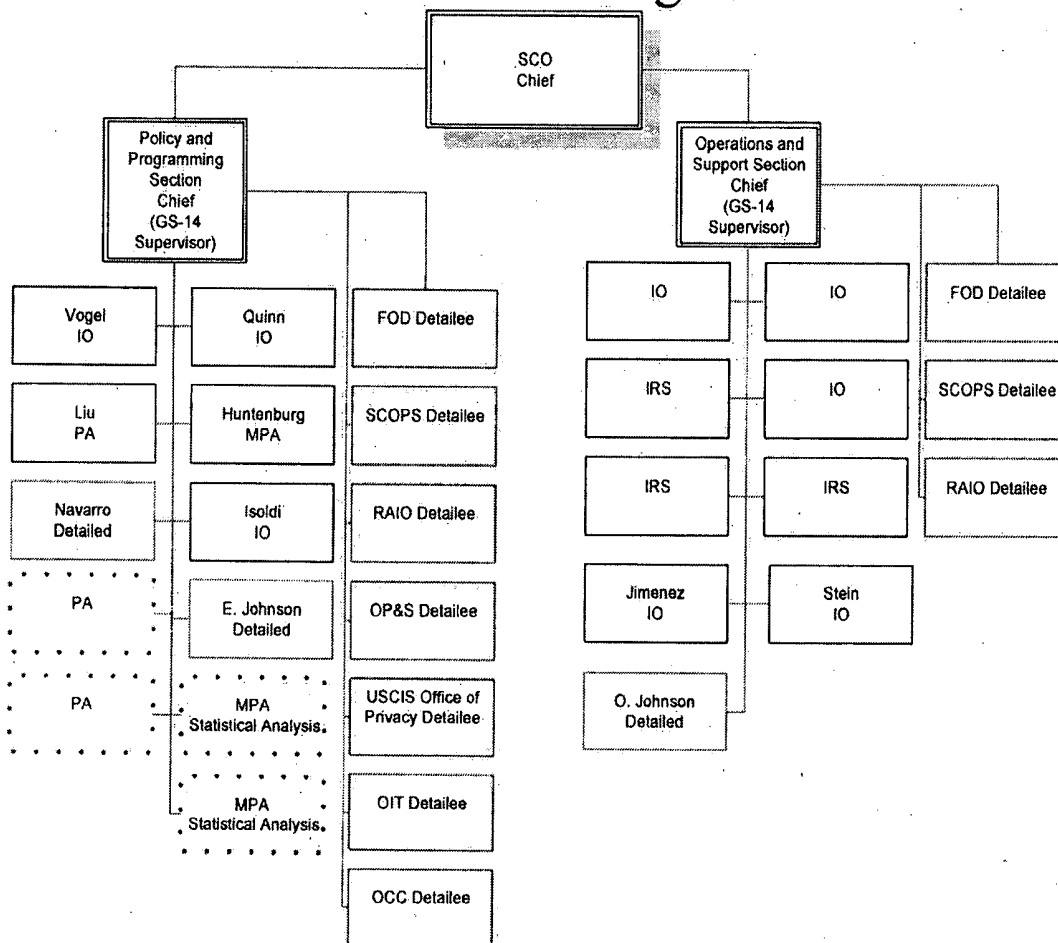 SCO
Chief
Policy and
Programming
Section
Chief
(GS-14
Supervisor)
Operations and
Support Section
Chief
(GS-14
Supervisor)
Vogel
IO
Quinn
IO
FOD Detailee
Liu
PA
Huntenburg
MPA
SCOPS Detailee
Navarro
Detailed
Isoldi
IO
RAIO Detailee
PA
E. Johnson
Detailed
OP&S Detailee
PA
MPA
Statistical Analysis
USCIS Office of
Privacy Detailee
MPA
Statistical Analysis
OIT Detailee
OCC Detailee
IO
IO
FOD Detailee
IRS
IO
SCOPS Detailee
IRS
IRS
RAIO Detailee
Jimenez
IO
Stein
IO
O. Johnson
Detailed